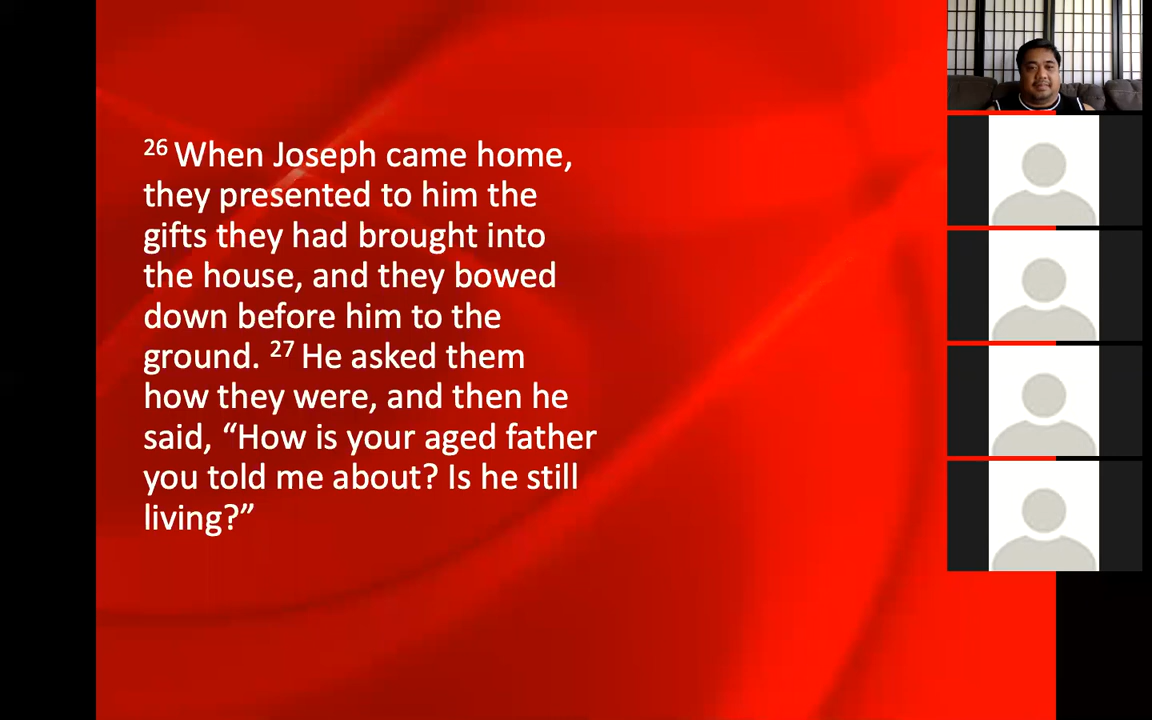 26 When Joseph came home,
they presented to him the
gifts they had brought into
the house, and they bowed
down before him to the
ground. 27 He asked them
how they were, and then he
said, “How is your aged father
you told me about? Is he still
living?”